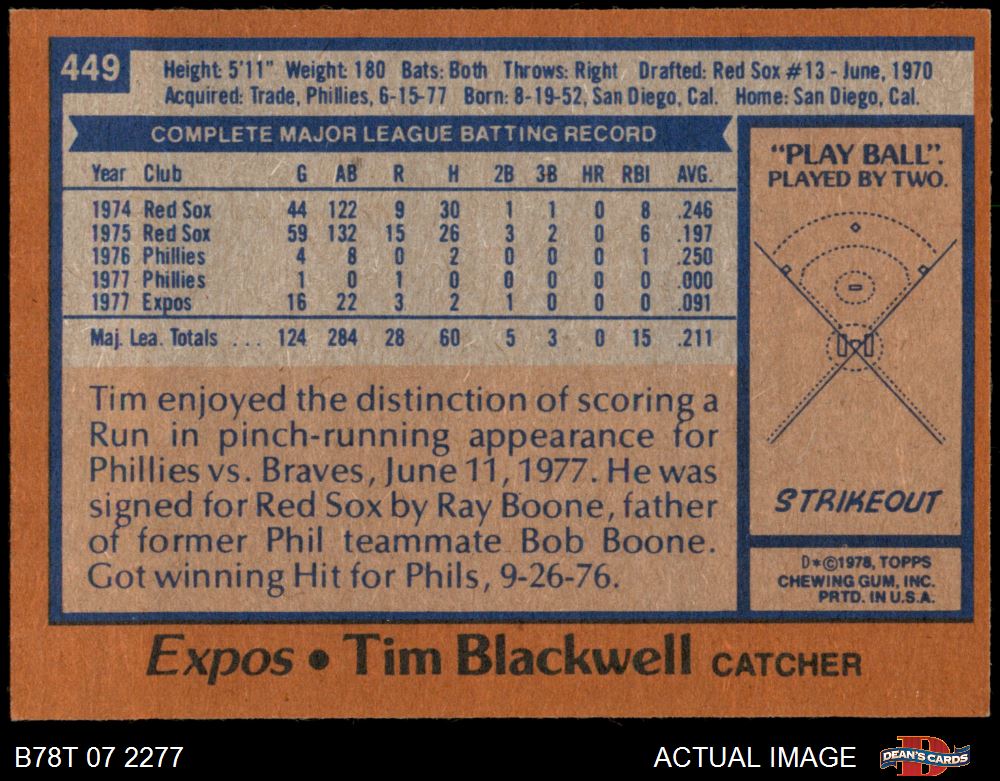 449
Height: 5'11" Weight: 180 Bats: Both Throws: Right Drafted: Red Sox #13 - June, 1970
Acquired: Trade, Phillies, 6-15-77 Born: 8-19-52, San Diego, Cal. Home: San Diego, Cal.
COMPLETE MAJOR LEAGUE BATTING RECORD
Year Club G AB R H 2B 3B HR RBI AVG.
1974 Red Sox 44 122 9 30 1 1 0 8 .246
1975 Red Sox 59 132 15 26 3 2 0 6 .197
1976 Phillies 4 8 0 2 0 0 0 1 .250
1977 Phillies 1 0 1 0 0 0 0 0 .000
1977 Expos 16 22 3 2 1 0 0 0 .091
Maj. Lea. Totals ... 124 284 28 60 5 3 0 15 .211
Tim enjoyed the distinction of scoring a
Run in pinch-running appearance for
Phillies vs. Braves, June 11, 1977. He was
signed for Red Sox by Ray Boone, father
of former Phil teammate Bob Boone.
Got winning Hit for Phils, 9-26-76.
"PLAY BALL".
PLAYED BY TWO.
STRIKEOUT
D*©1978, TOPPS
CHEWING GUM, INC.
PRTD. IN U.S.A.
Expos • Tim Blackwell CATCHER
B78T 07 2277
ACTUAL IMAGE
DEAN'S CARDS